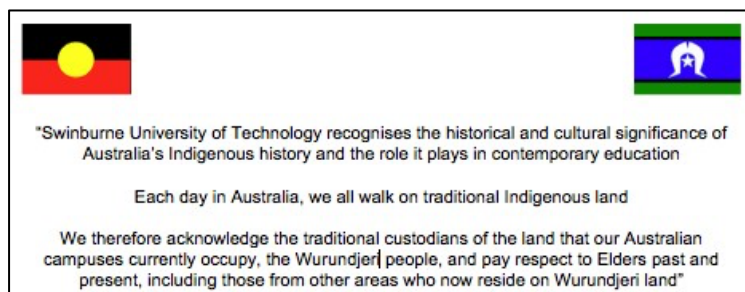 "Swinburne University of Technology recognises the historical and cultural significance of
Australia's Indigenous history and the role it plays in contemporary education
Each day in Australia, we all walk on traditional Indigenous land
We therefore acknowledge the traditional custodians of the land that our Australian
campuses currently occupy, the Wurundjeri people, and pay respect to Elders past and
present, including those from other areas who now reside on Wurundjeri land"